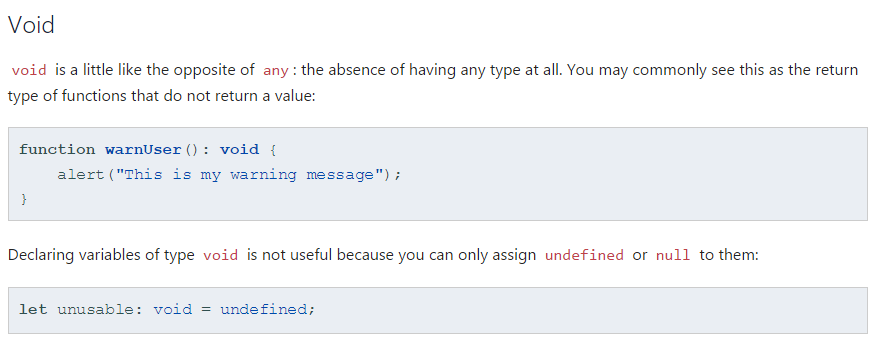 Void
void is a little like the opposite of any: the absence of having any type at all. You may commonly see this as the return
type of functions that do not return a value:
function warnUser(): void {
    alert("This is my warning message");
}
Declaring variables of type void is not useful because you can only assign undefined or null to them:
let unusable: void = undefined;